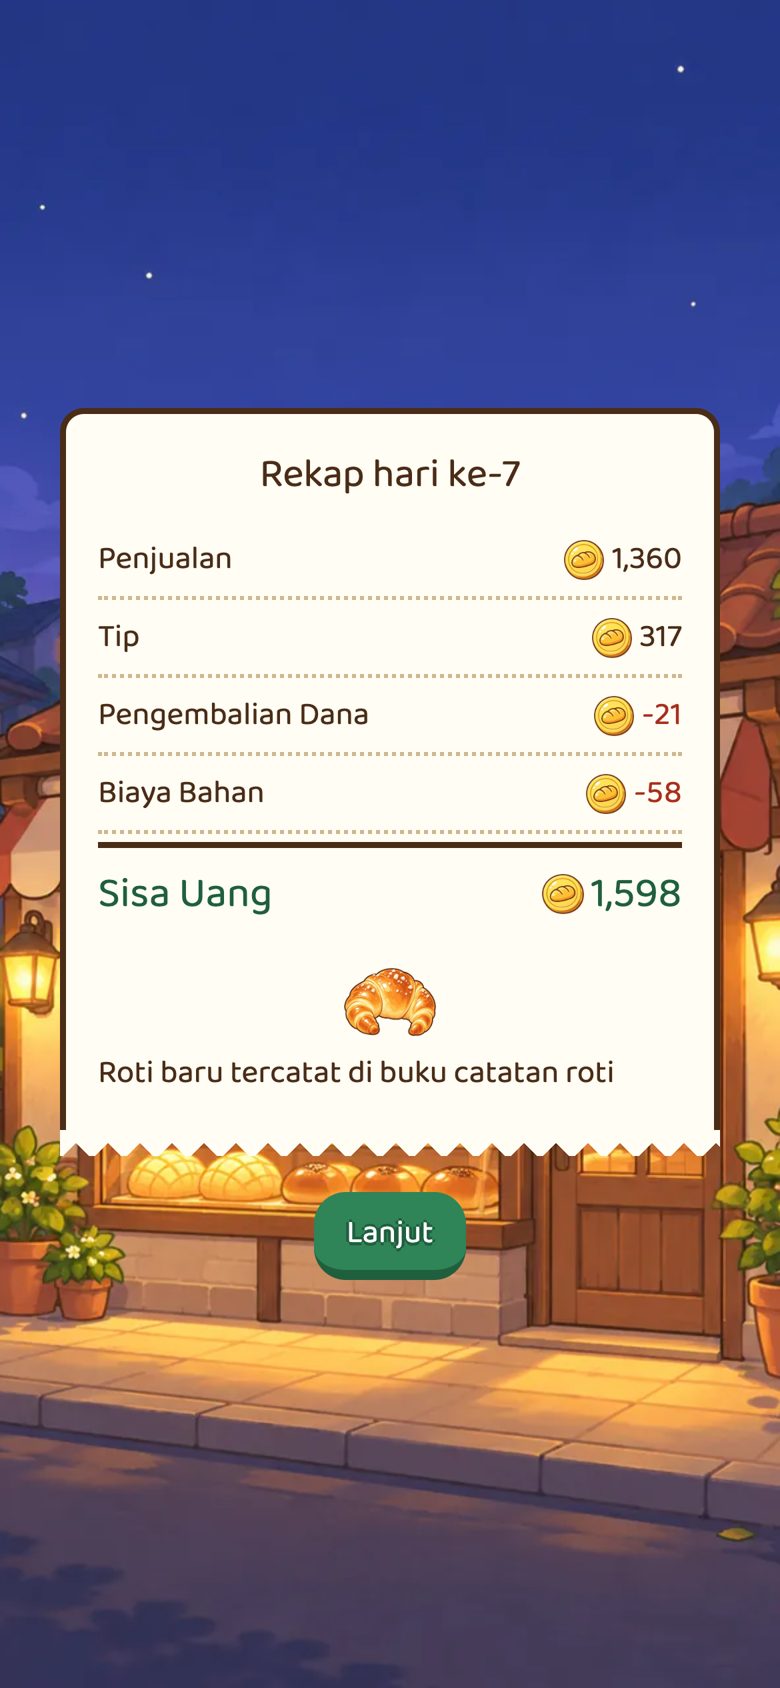 Rekap hari ke-7
Penjualan 1,360
Tip 317
Pengembalian Dana -21
Biaya Bahan -58
Sisa Uang 1,598
Roti baru tercatat di buku catatan roti
Lanjut